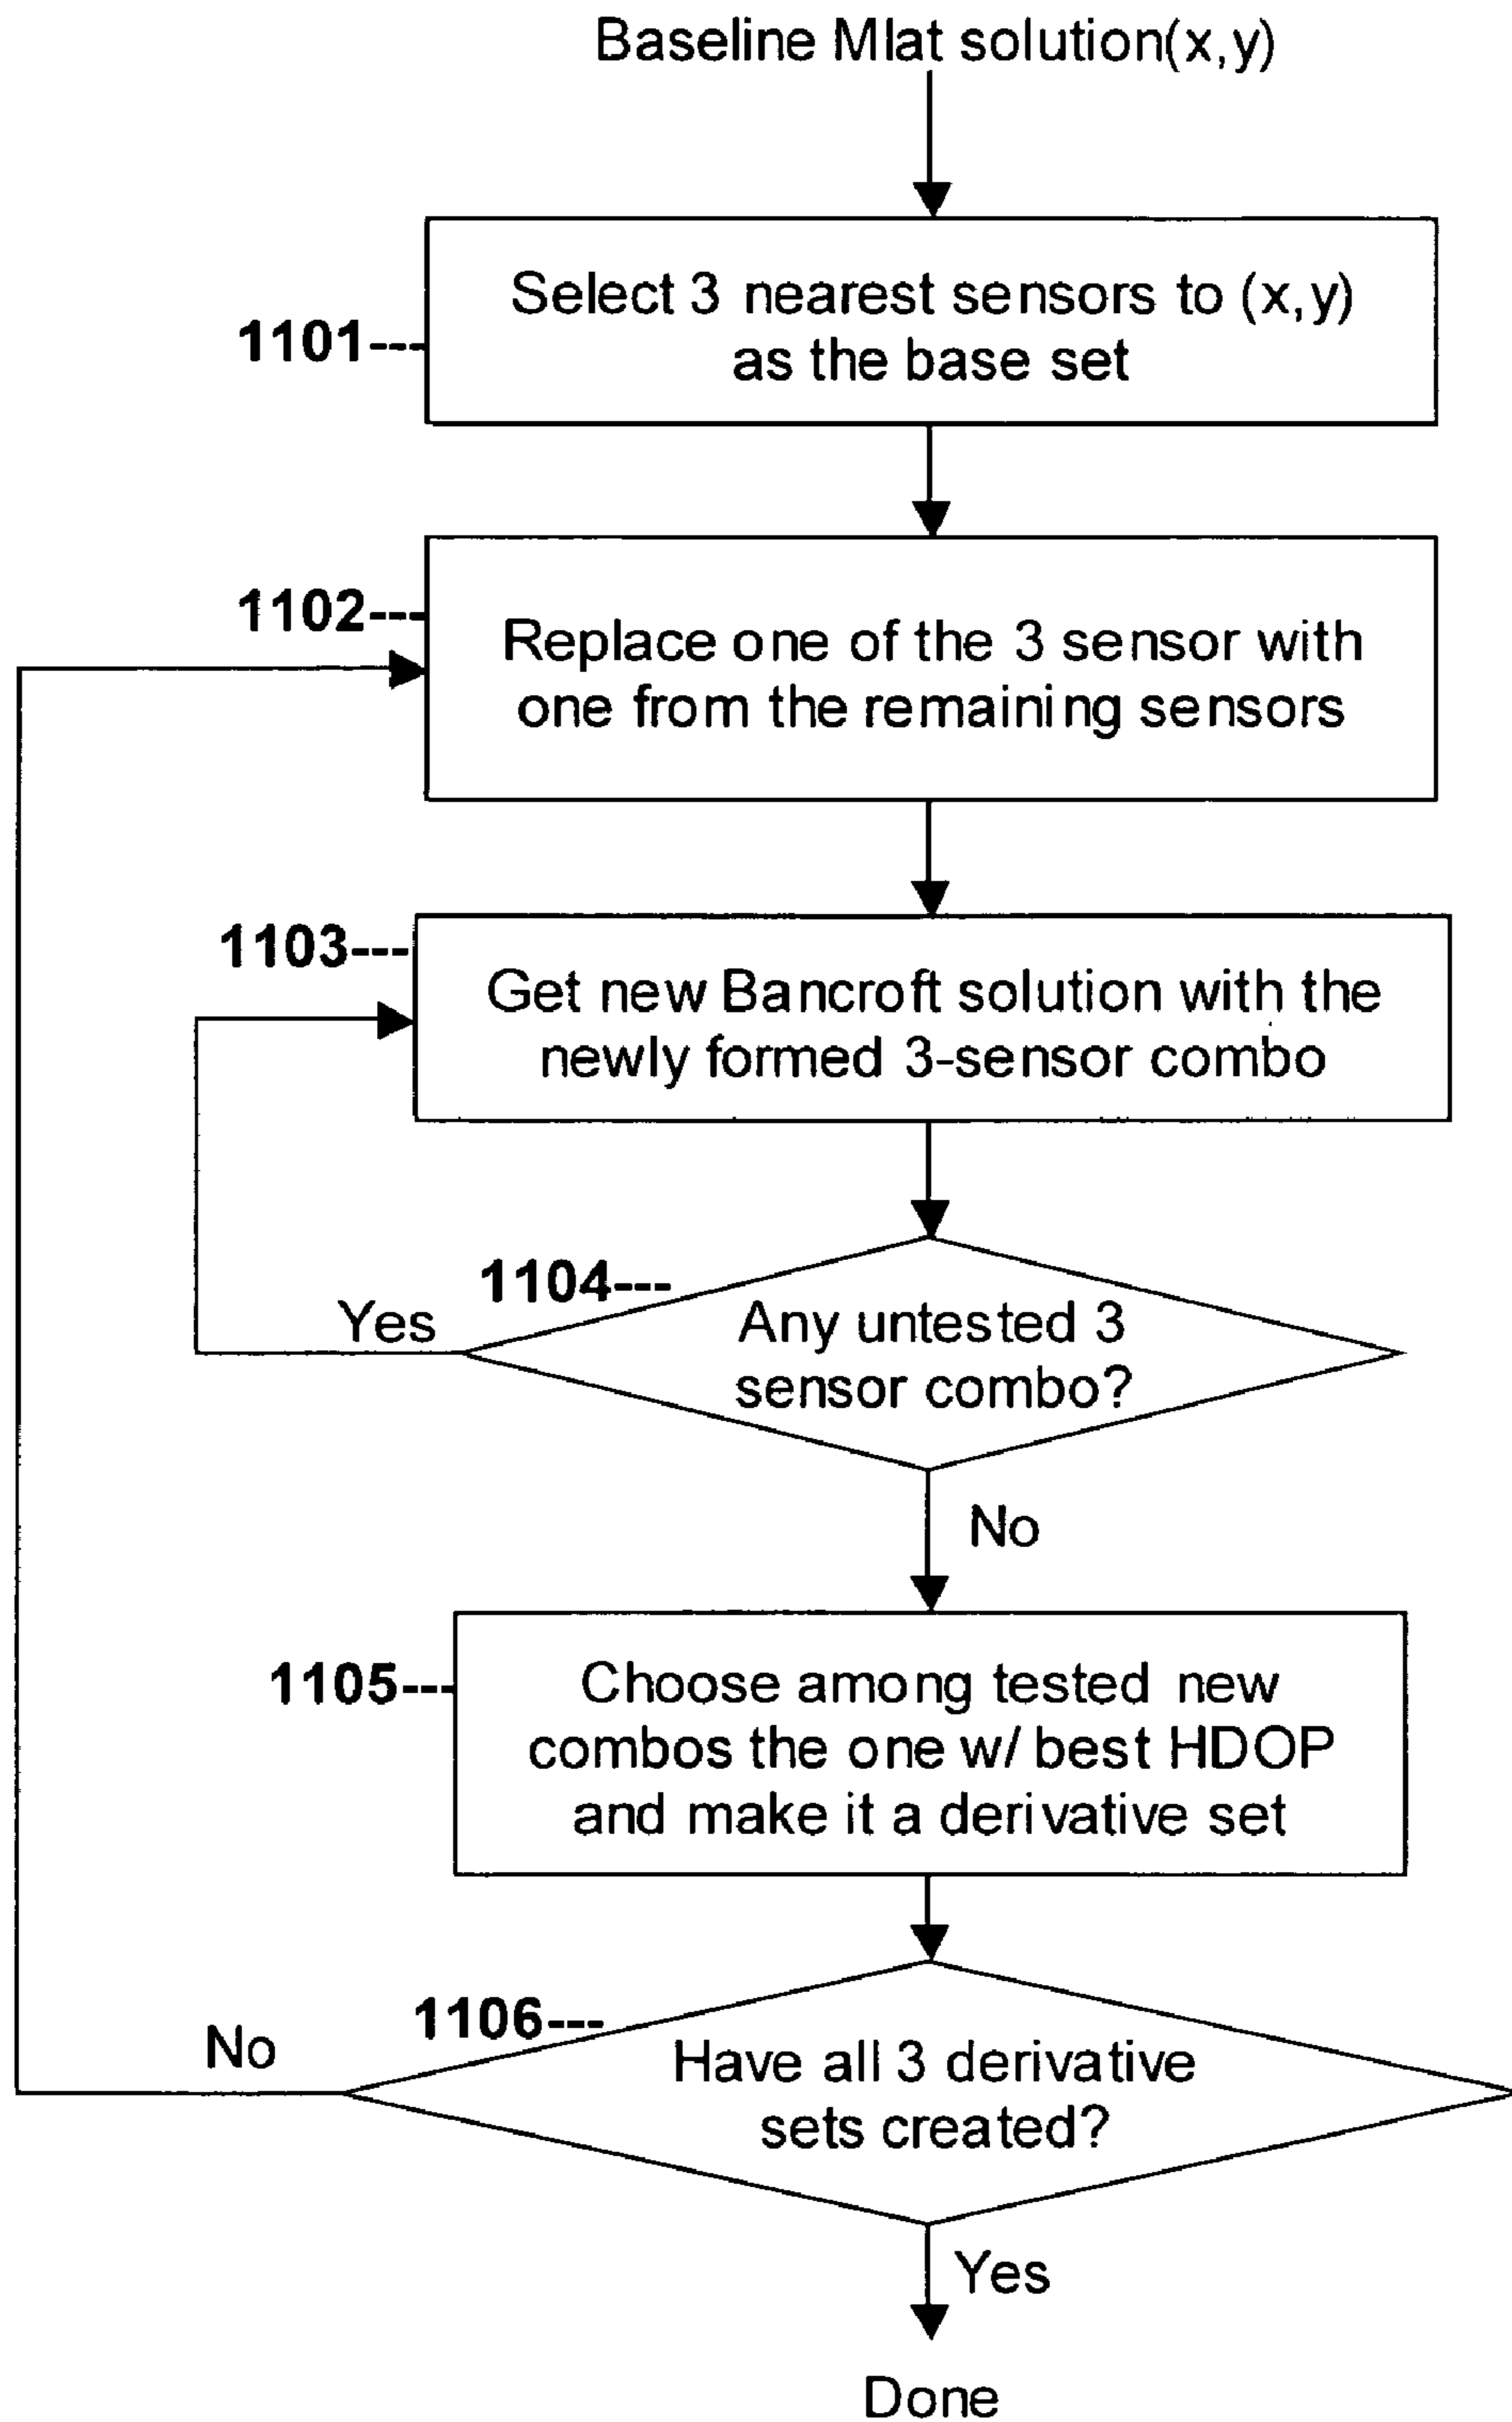 Baseline Mlat solution(x,y)
Select 3 nearest sensors to (x,y)
1101---
as the base set
1102---
Replace one of the 3 sensor with
one from the remaining sensors
1103---
Get new Bancroft solution with the
newly formed 3-sensor combo
1104---
Yes
Any untested 3
sensor combo?
No
1105---
Choose among tested new
combos the one w/ best HDOP
and make it a derivative set
1106---
No
Have all 3 derivative
sets created?
Yes
Done